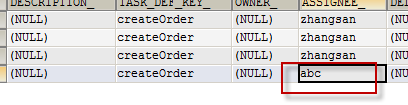 DESCRIPTION_ TASK_DEF_KEY_ OWNER_ ASSIGNEE_
(NULL) createOrder (NULL) zhangsan (NULL)
(NULL) createOrder (NULL) zhangsan (NULL)
(NULL) createOrder (NULL) zhangsan (NULL)
(NULL) createOrder (NULL) abc (NULL)